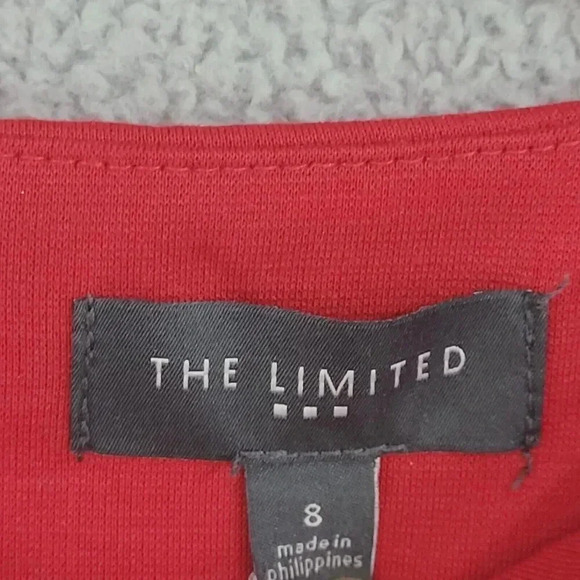 THE LIMITED
8
made in
philippines